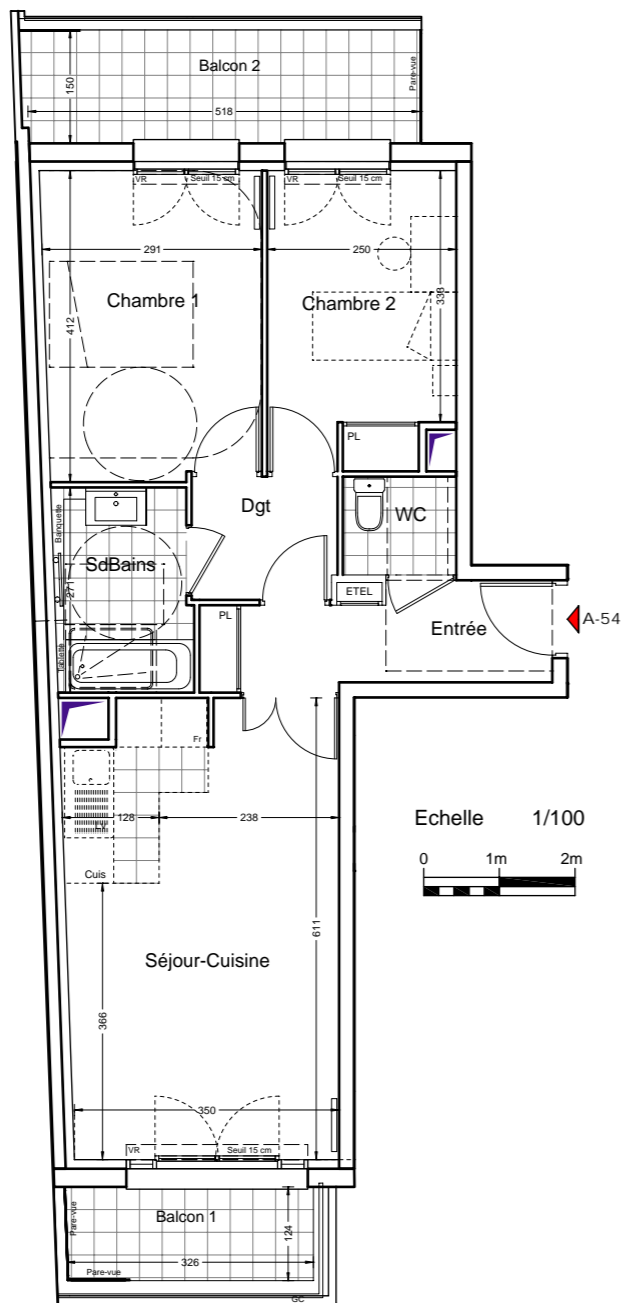 Balcon 2
Pare-vue
150
518
VR
Seuil 15 cm
VR
Seuil 15 cm
291
250
Chambre 1
Chambre 2
412
338
PL
Dgt
WC
Banquette
SdBains
271
ETEL
PL
Entrée
A-54
Tablette
Fr
128
238
LV
Echelle 1/100
0 1m 2m
Cuis
611
Séjour-Cuisine
366
350
VR
Seuil 15 cm
Pare-vue
Balcon 1
124
326
Pare-vue
GC